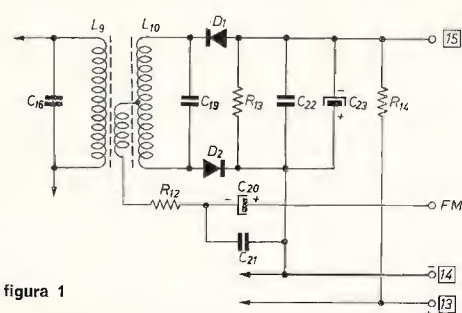 L9 L10 D1 15
C16 C19 R13 C22 C23 R14
- +
D2
R12 C20 FM
- +
C21
- 14
13
figura 1